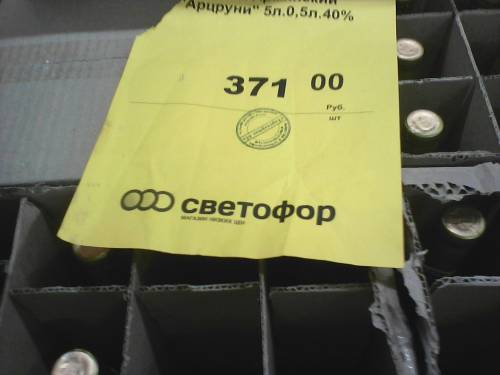 "Арцруни" 5л.0,5л.40%
371 00
Руб.
шт
светофор
МАГАЗИН НИЗКИХ ЦЕН